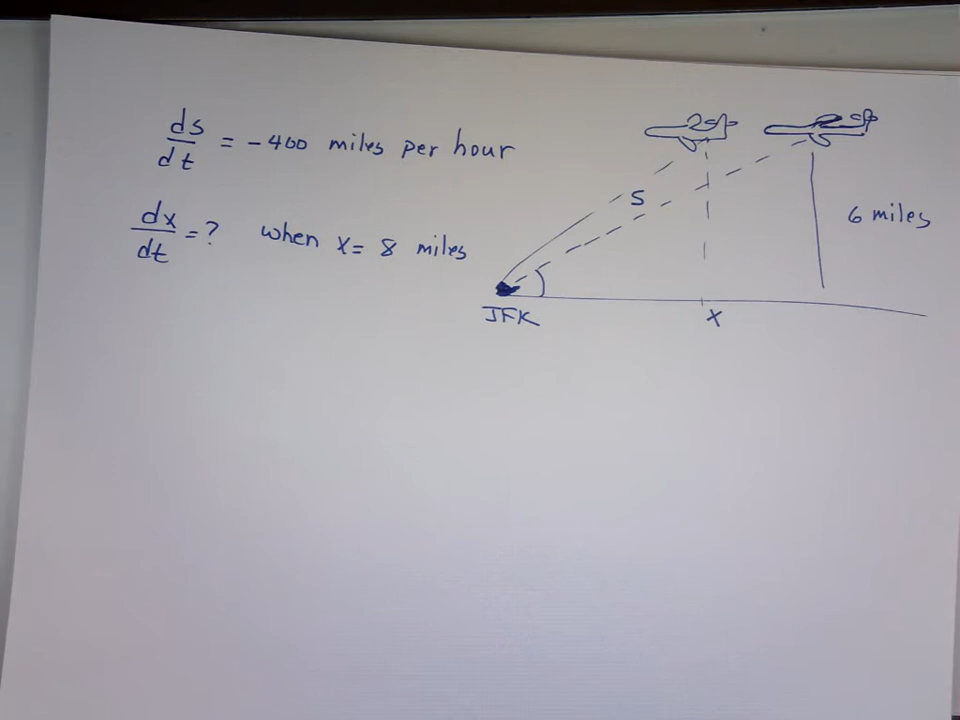 ds/dt = -400 miles per hour
dx/dt = ? when x = 8 miles
S
6 miles
JFK
x